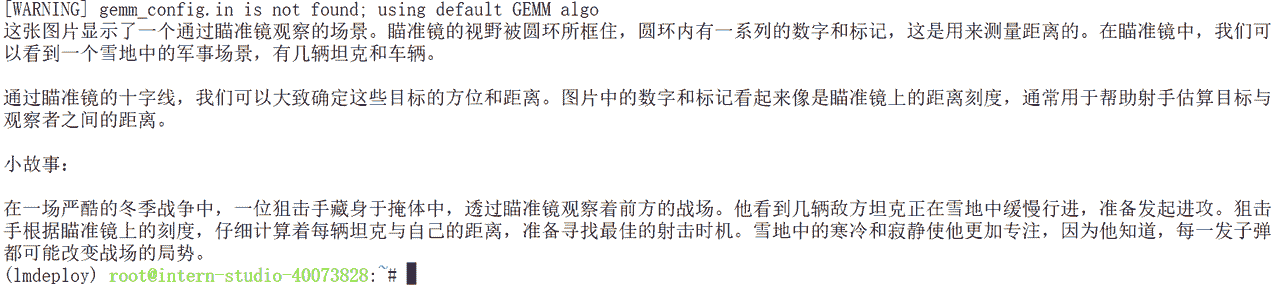 [WARNING] gemm_config.in is not found; using default GEMM algo
这张图片显示了一个通过瞄准镜观察的场景。瞄准镜的视野被圆环所框住，圆环内有一系列的数字和标记，这是用来测量距离的。在瞄准镜中，我们可
以看到一个雪地中的军事场景，有几辆坦克和车辆。
通过瞄准镜的十字线，我们可以大致确定这些目标的方位和距离。图片中的数字和标记看起来像是瞄准镜上的距离刻度，通常用于帮助射手估算目标与
观察者之间的距离。
小故事：
在一场严酷的冬季战争中，一位狙击手藏身于掩体中，透过瞄准镜观察着前方的战场。他看到几辆敌方坦克正在雪地中缓慢行进，准备发起进攻。狙击
手根据瞄准镜上的刻度，仔细计算着每辆坦克与自己的距离，准备寻找最佳的射击时机。雪地中的寒冷和寂静使他更加专注，因为他知道，每一发子弹
都可能改变战场的局势。
(lmdeploy) root@intern-studio-40073828:~#